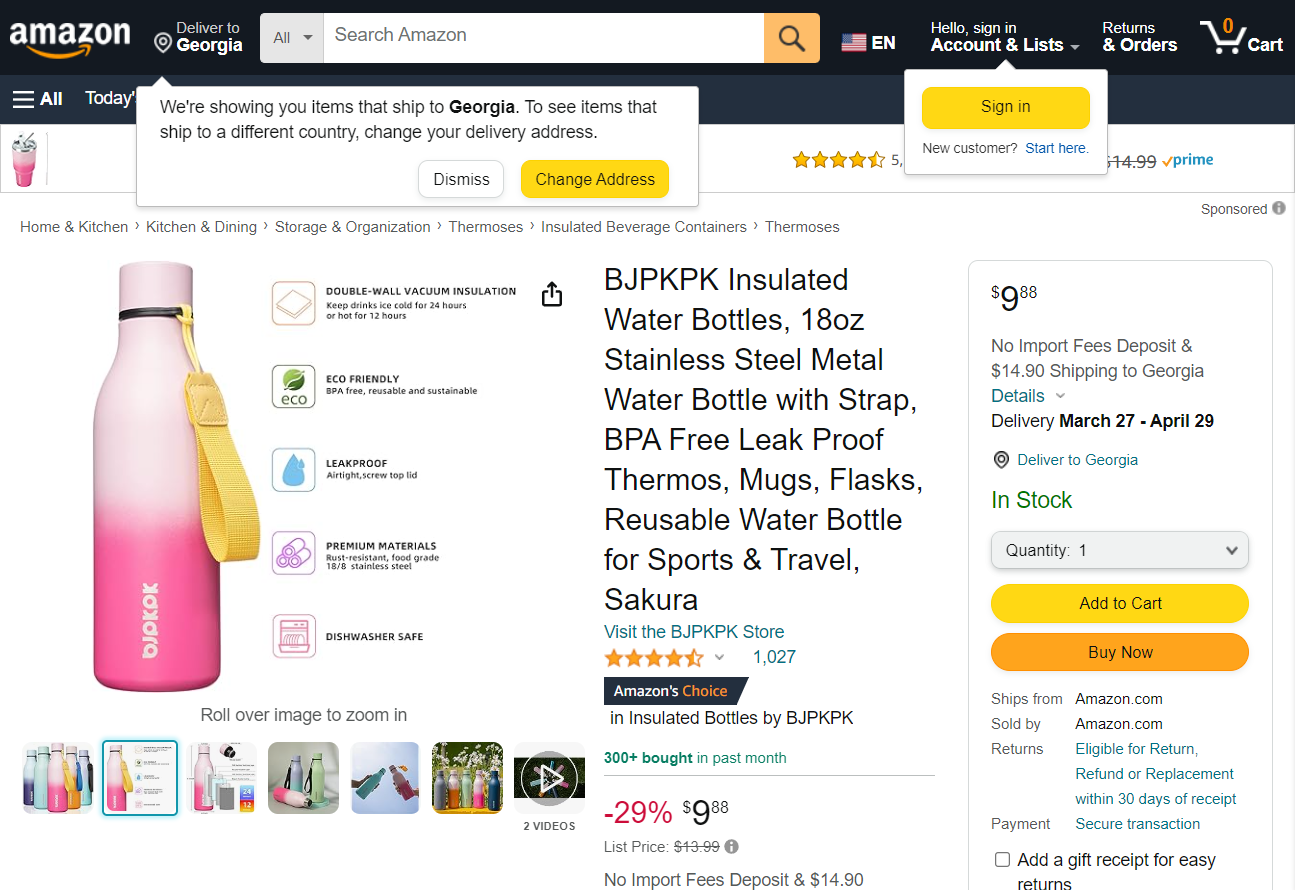 amazon
Deliver to
Georgia
All
Search Amazon
EN
Hello, sign in
Account & Lists
Returns
& Orders
0
Cart
All
Today'
We're showing you items that ship to Georgia. To see items that
ship to a different country, change your delivery address.
Dismiss
Change Address
Sign in
New customer? Start here.
5,
$14.99
prime
Sponsored
Home & Kitchen › Kitchen & Dining › Storage & Organization › Thermoses › Insulated Beverage Containers › Thermoses
DOUBLE-WALL VACUUM INSULATION
Keep drinks ice cold for 24 hours
or hot for 12 hours
eco
ECO FRIENDLY
BPA free, reusable and sustainable
LEAKPROOF
Airtight,screw top lid
PREMIUM MATERIALS
Rust-resistant, food grade
18/8 stainless steel
DISHWASHER SAFE
bJPKPK
Roll over image to zoom in
24
12
2 VIDEOS
BJPKPK Insulated
Water Bottles, 18oz
Stainless Steel Metal
Water Bottle with Strap,
BPA Free Leak Proof
Thermos, Mugs, Flasks,
Reusable Water Bottle
for Sports & Travel,
Sakura
Visit the BJPKPK Store
1,027
Amazon's Choice
in Insulated Bottles by BJPKPK
300+ bought in past month
-29% $9 88
List Price: $13.99
No Import Fees Deposit & $14.90
$9 88
No Import Fees Deposit &
$14.90 Shipping to Georgia
Details
Delivery March 27 - April 29
Deliver to Georgia
In Stock
Quantity: 1
Add to Cart
Buy Now
Ships from Amazon.com
Sold by Amazon.com
Returns Eligible for Return,
Refund or Replacement
within 30 days of receipt
Payment Secure transaction
Add a gift receipt for easy
returns